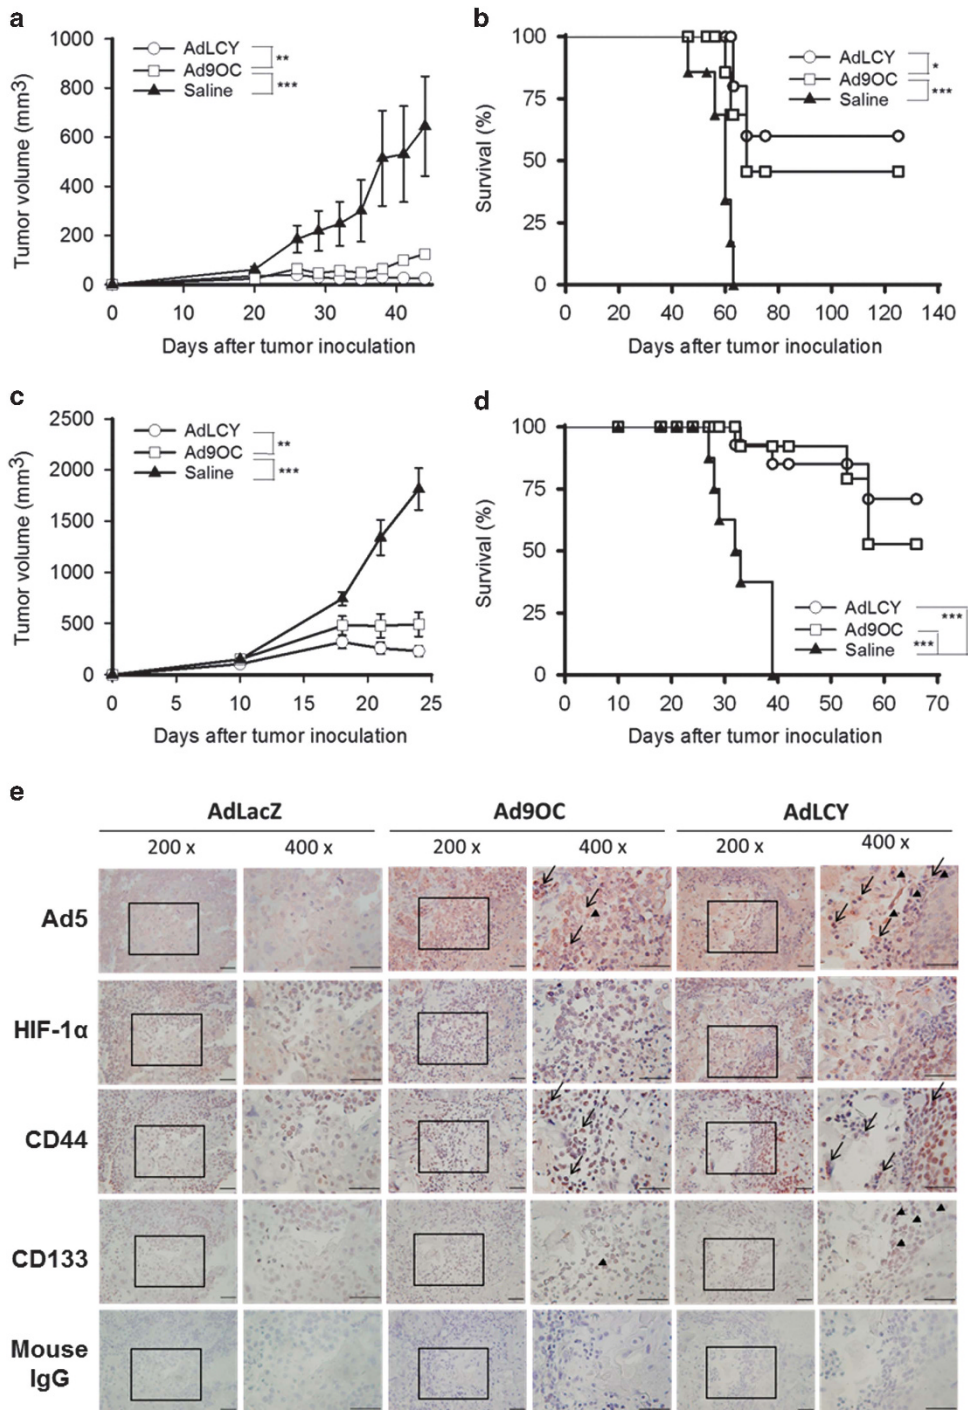 a
1000
800
600
400
200
0
Tumor volume (mm3)
AdLCY
Ad9OC
Saline
**
***
0 10 20 30 40
Days after tumor inoculation
b
100
75
50
25
0
Survival (%)
AdLCY
Ad9OC
Saline
*
***
0 20 40 60 80 100 120 140
Days after tumor inoculation
c
2500
2000
1500
1000
500
0
Tumor volume (mm3)
AdLCY
Ad9OC
Saline
**
***
0 5 10 15 20 25
Days after tumor inoculation
d
100
75
50
25
0
Survival (%)
AdLCY
Ad9OC
Saline
***
***
0 10 20 30 40 50 60 70
Days after tumor inoculation
e
AdLacZ Ad9OC AdLCY
200 x 400 x 200 x 400 x 200 x 400 x
Ad5
HIF-1α
CD44
CD133
Mouse
IgG